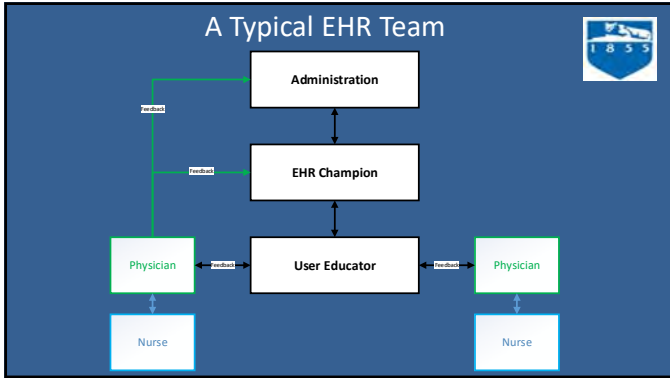 A Typical EHR Team
1 8 5 5
Administration
Feedback
EHR Champion
Feedback
Physician
Feedback
User Educator
Feedback
Physician
Nurse
Nurse